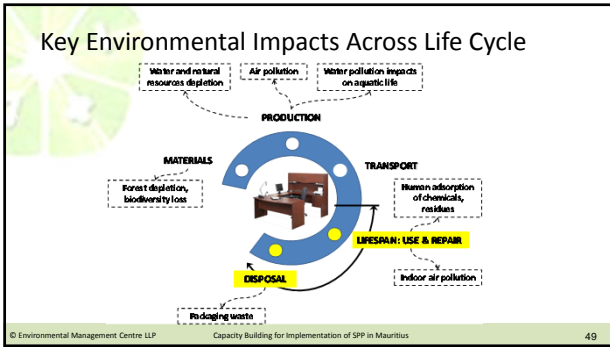 Key Environmental Impacts Across Life Cycle
Water and natural
resources depletion
Air pollution
Water pollution impacts
on aquatic life
PRODUCTION
MATERIALS
TRANSPORT
Forest depletion,
biodiversity loss
Human adsorption
of chemicals,
residues
LIFESPAN: USE & REPAIR
DISPOSAL
Indoor air pollution
Packaging waste
© Environmental Management Centre LLP
Capacity Building for Implementation of SPP in Mauritius
49